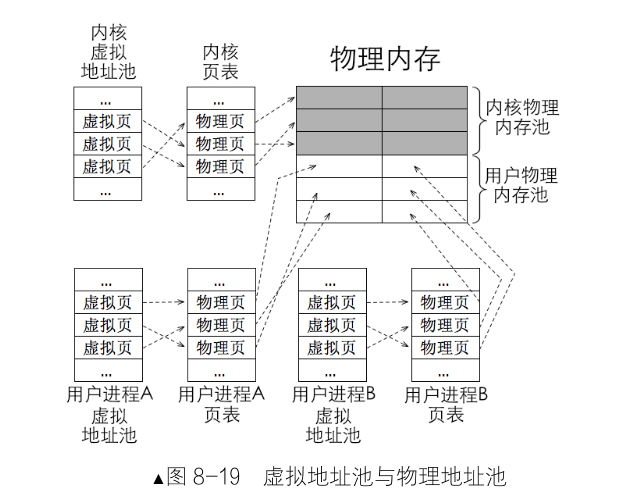 内核
虚拟
地址池
内核
页表
物理内存
...
虚拟页
虚拟页
虚拟页
...
...
物理页
物理页
物理页
...
内核物理
内存池
用户物理
内存池
...
虚拟页
虚拟页
虚拟页
...
用户进程A
虚拟
地址池
...
物理页
物理页
物理页
...
用户进程A
页表
...
虚拟页
虚拟页
虚拟页
...
用户进程B
虚拟
地址池
...
物理页
物理页
物理页
...
用户进程B
页表
▲图 8-19 虚拟地址池与物理地址池